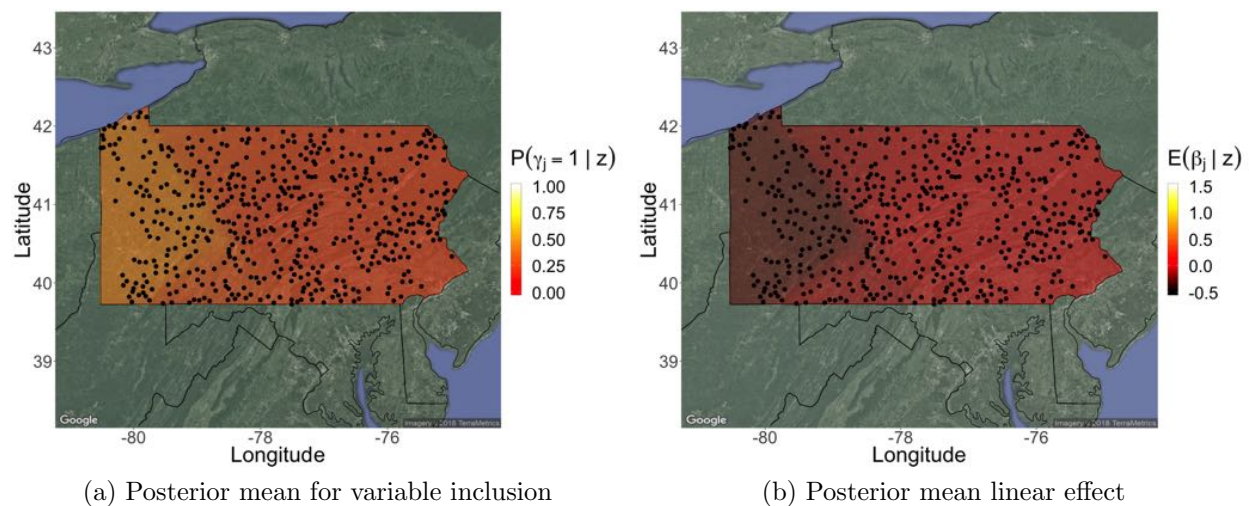 43
42
41
40
39
Latitude
-80
-78
-76
Longitude
P(γj = 1 | z)
1.00
0.75
0.50
0.25
0.00
Google
Imagery ©2018 TerraMetrics
(a) Posterior mean for variable inclusion
43
42
41
40
39
Latitude
-80
-78
-76
Longitude
E(βj | z)
1.5
1.0
0.5
0.0
-0.5
Google
Imagery ©2018 TerraMetrics
(b) Posterior mean linear effect